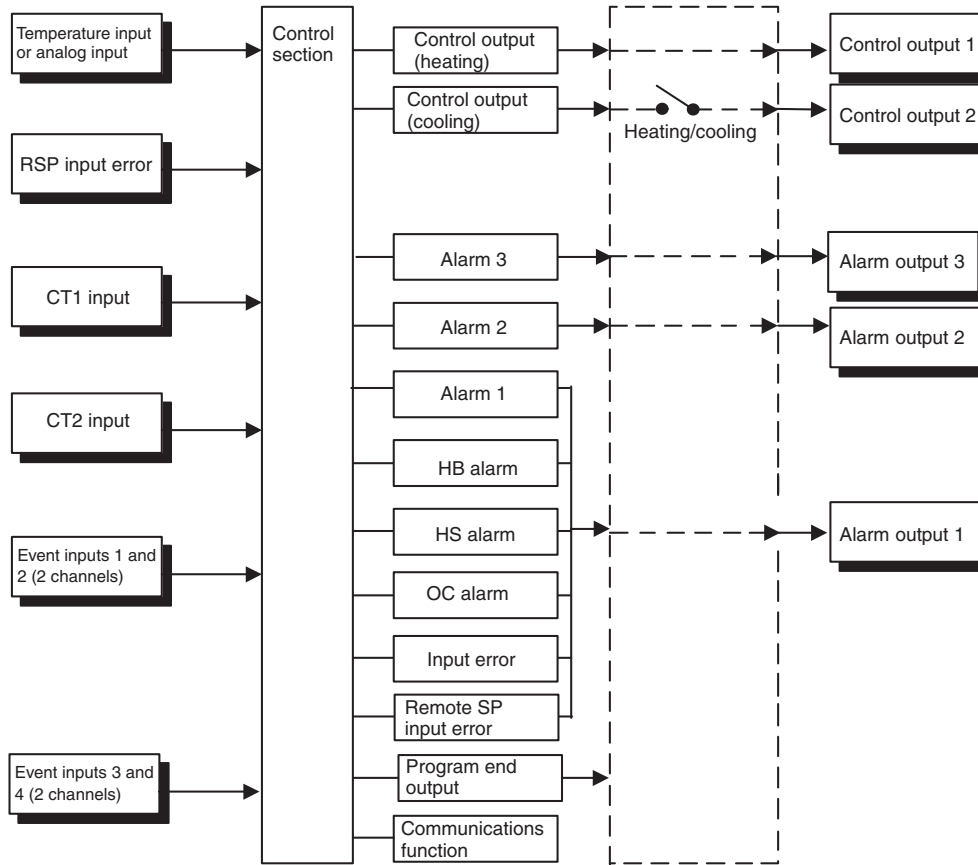 Temperature input
or analog input
RSP input error
CT1 input
CT2 input
Event inputs 1 and
2 (2 channels)
Event inputs 3 and
4 (2 channels)
Control
section
Control output
(heating)
Control output
(cooling)
Alarm 3
Alarm 2
Alarm 1
HB alarm
HS alarm
OC alarm
Input error
Remote SP
input error
Program end
output
Communications
function
Heating/cooling
Control output 1
Control output 2
Alarm output 3
Alarm output 2
Alarm output 1